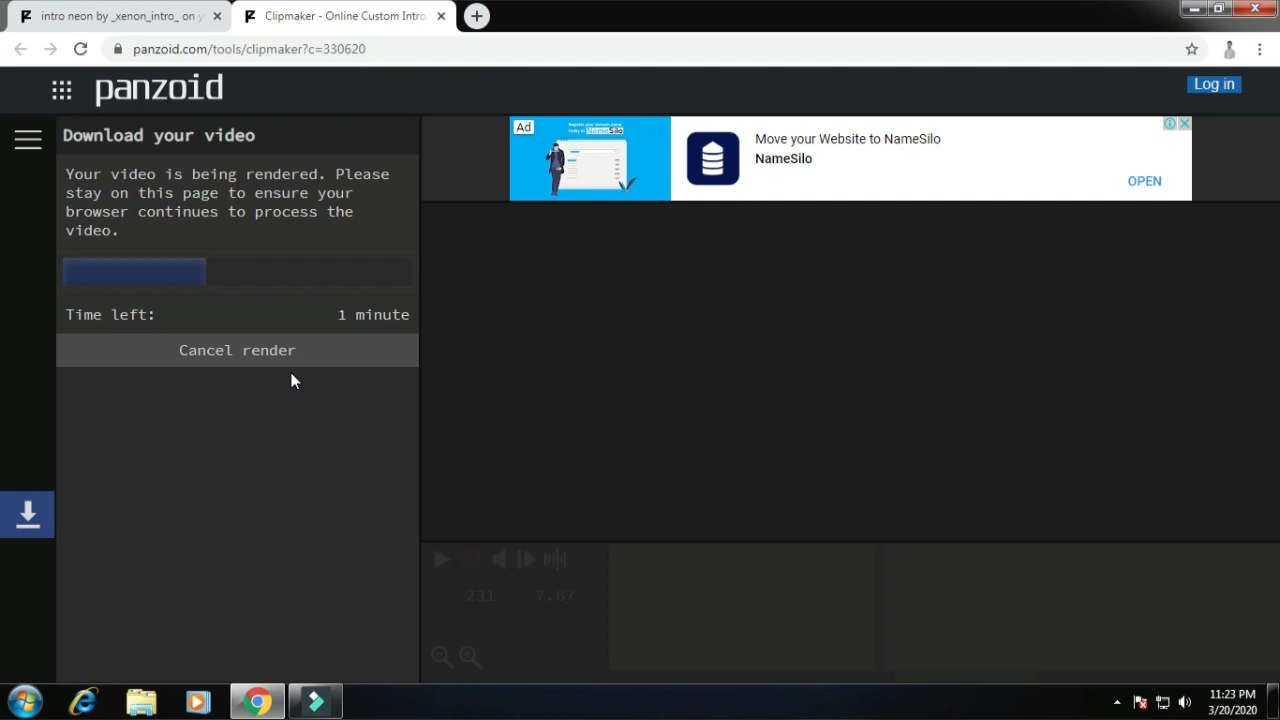 intro neon by _xenon_intro_ on y
Clipmaker - Online Custom Intro
panzoid.com/tools/clipmaker?c=330620
panzoid
Log in
Download your video
Your video is being rendered. Please
stay on this page to ensure your
browser continues to process the
video.
Time left: 1 minute
Cancel render
Ad
NameSilo
Move your Website to NameSilo
NameSilo
OPEN
231 7.67
11:23 PM
3/20/2020